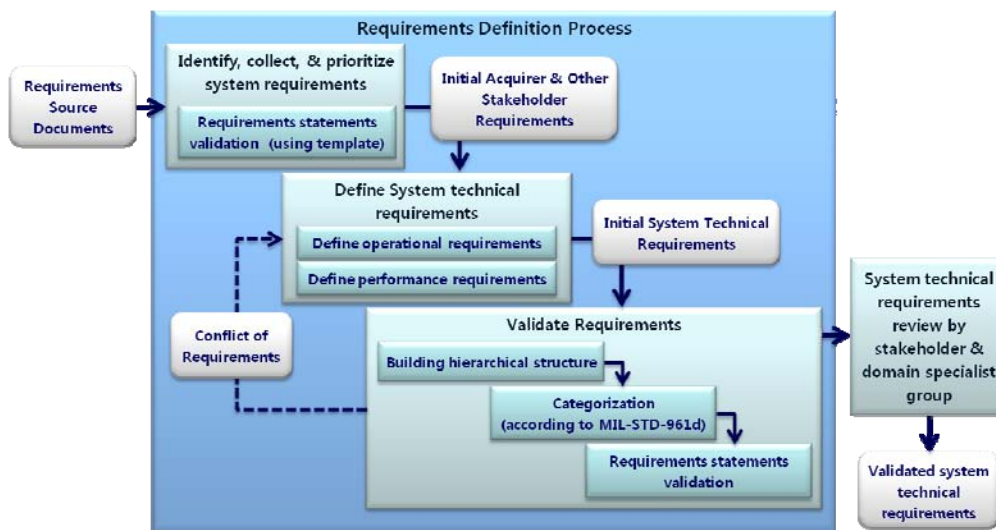 Requirements Definition Process
Requirements
Source
Documents
Identify, collect, & prioritize
system requirements
Requirements statements
validation (using template)
Initial Acquirer & Other
Stakeholder
Requirements
Define System technical
requirements
Define operational requirements
Define performance requirements
Initial System Technical
Requirements
Conflict of
Requirements
Validate Requirements
Building hierarchical structure
Categorization
(according to MIL-STD-961d)
Requirements statements
validation
System technical
requirements
review by
stakeholder &
domain specialist
group
Validated system
technical
requirements